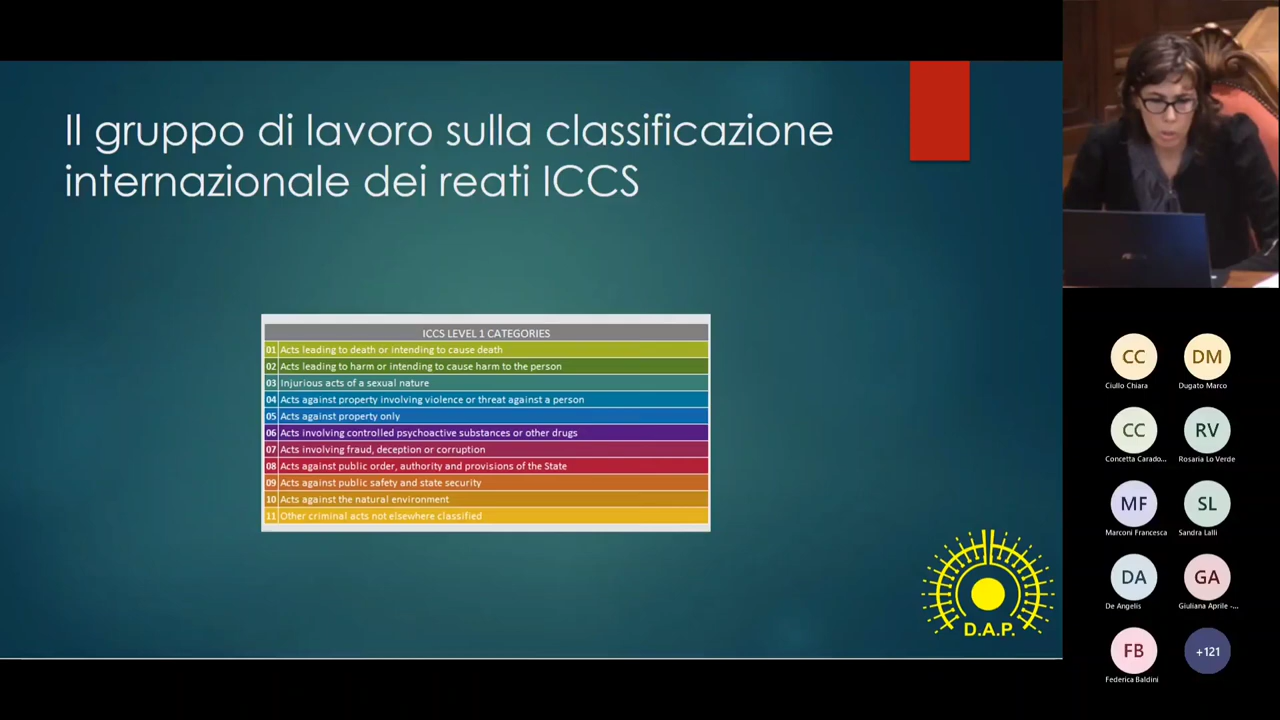 Il gruppo di lavoro sulla classificazione
internazionale dei reati ICCS
ICCS LEVEL 1 CATEGORIES
01 Acts leading to death or intending to cause death
02 Acts leading to harm or intending to cause harm to the person
03 Injurious acts of a sexual nature
04 Acts against property involving violence or threat against a person
05 Acts against property only
06 Acts involving controlled psychoactive substances or other drugs
07 Acts involving fraud, deception or corruption
08 Acts against public order, authority and provisions of the State
09 Acts against public safety and state security
10 Acts against the natural environment
11 Other criminal acts not elsewhere classified
D.A.P.
CC DM
Ciullo Chiara Dugato Marco
CC RV
Concetta Carado... Rosaria Lo Verde
MF SL
Marconi Francesca Sandra Lalli
DA GA
De Angelis Giuliana Aprile -...
FB +121
Federica Baldini